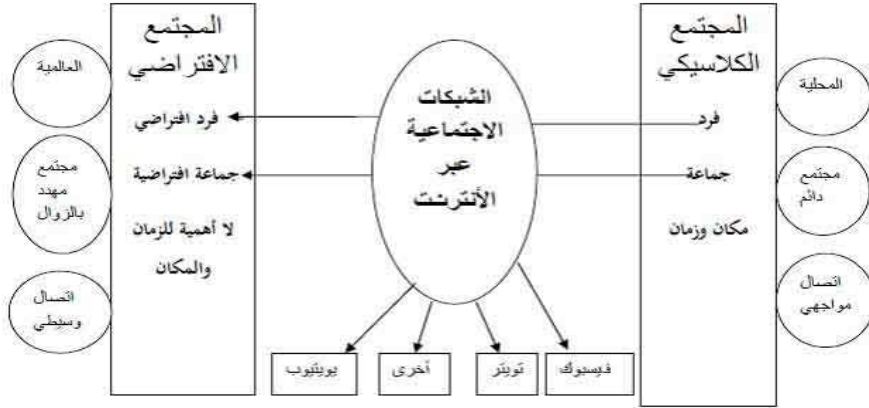 المجتمع
الكلاسيكي
فرد
جماعة
مكان وزمان
المحلية
مجتمع
دائم
اتصال
مواجهي
الشبكات
الاجتماعية
عبر
الأنترنت
فيسبوك
تويتر
أخرى
يويتيوب
المجتمع
الافتراضي
فرد افتراضي
جماعة افتراضية
لا أهمية للزمان
والمكان
العالمية
مجتمع
مهدد
بالزوال
اتصال
وسيطي